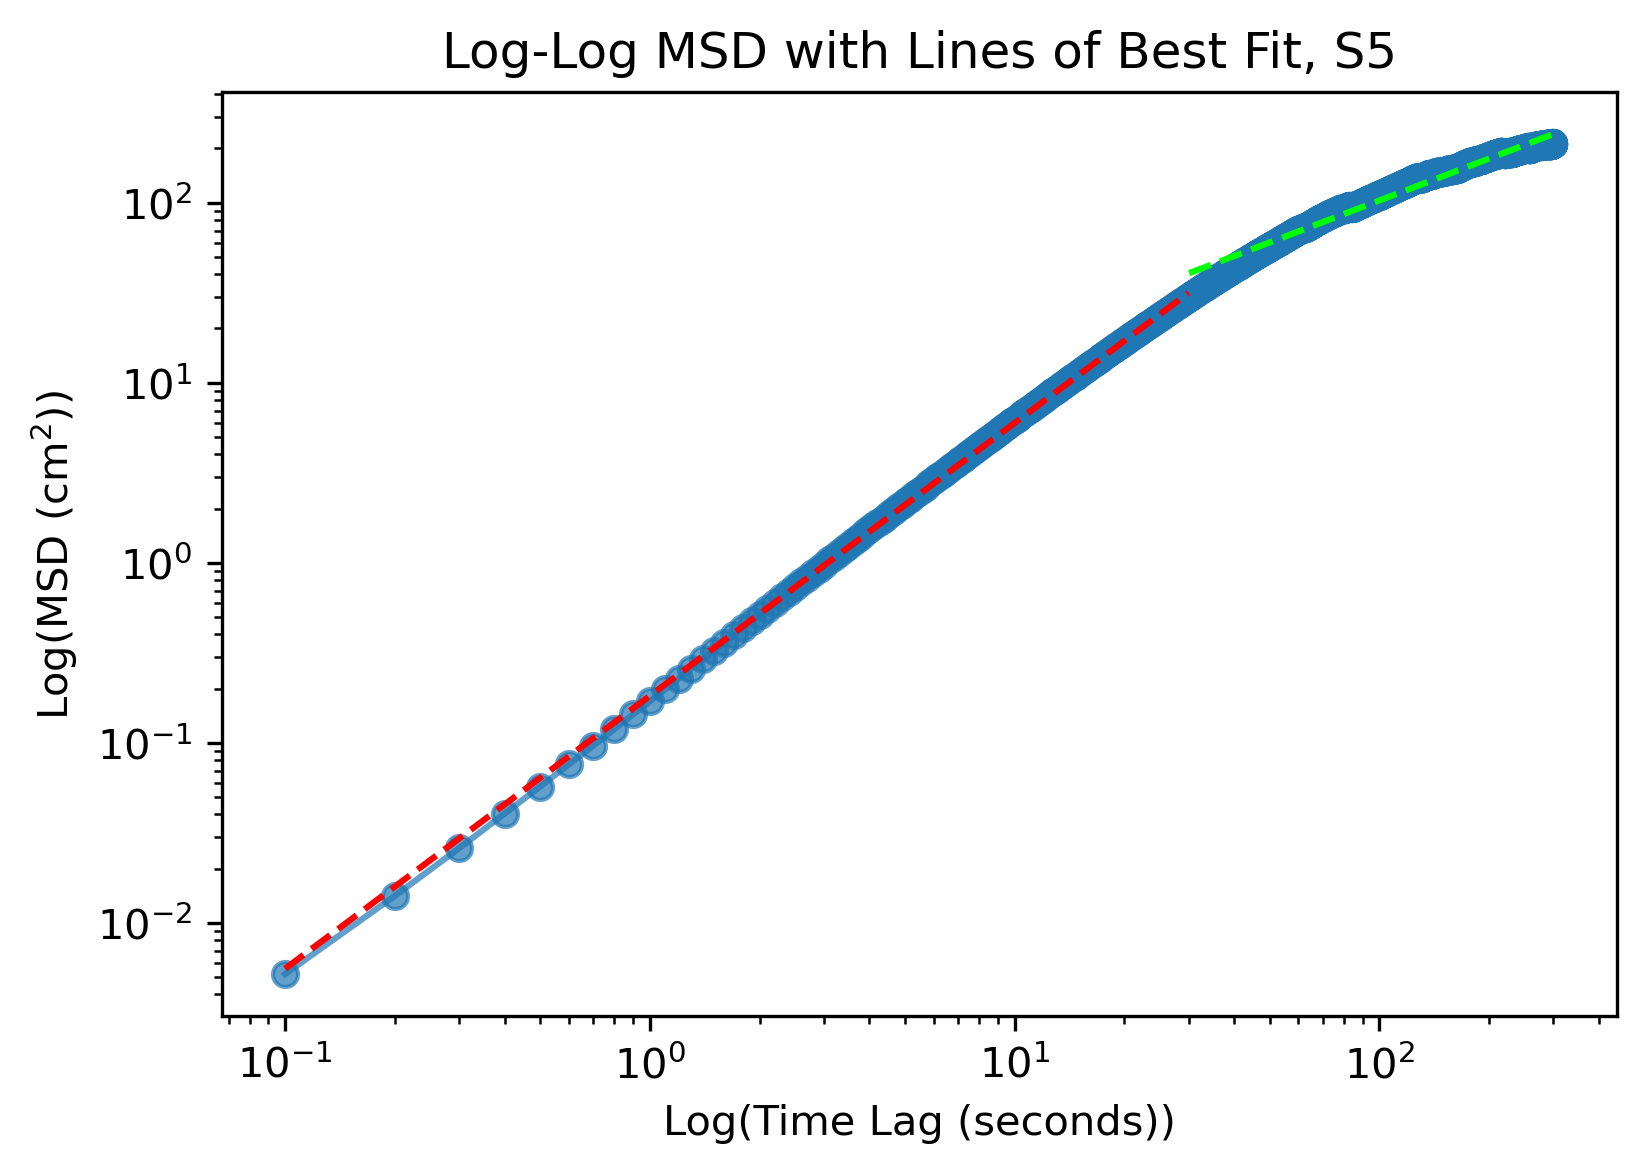 Log-Log MSD with Lines of Best Fit, S5
Log(MSD (cm²))
10²
10¹
10⁰
10⁻¹
10⁻²
10⁻¹ 10⁰ 10¹ 10²
Log(Time Lag (seconds))